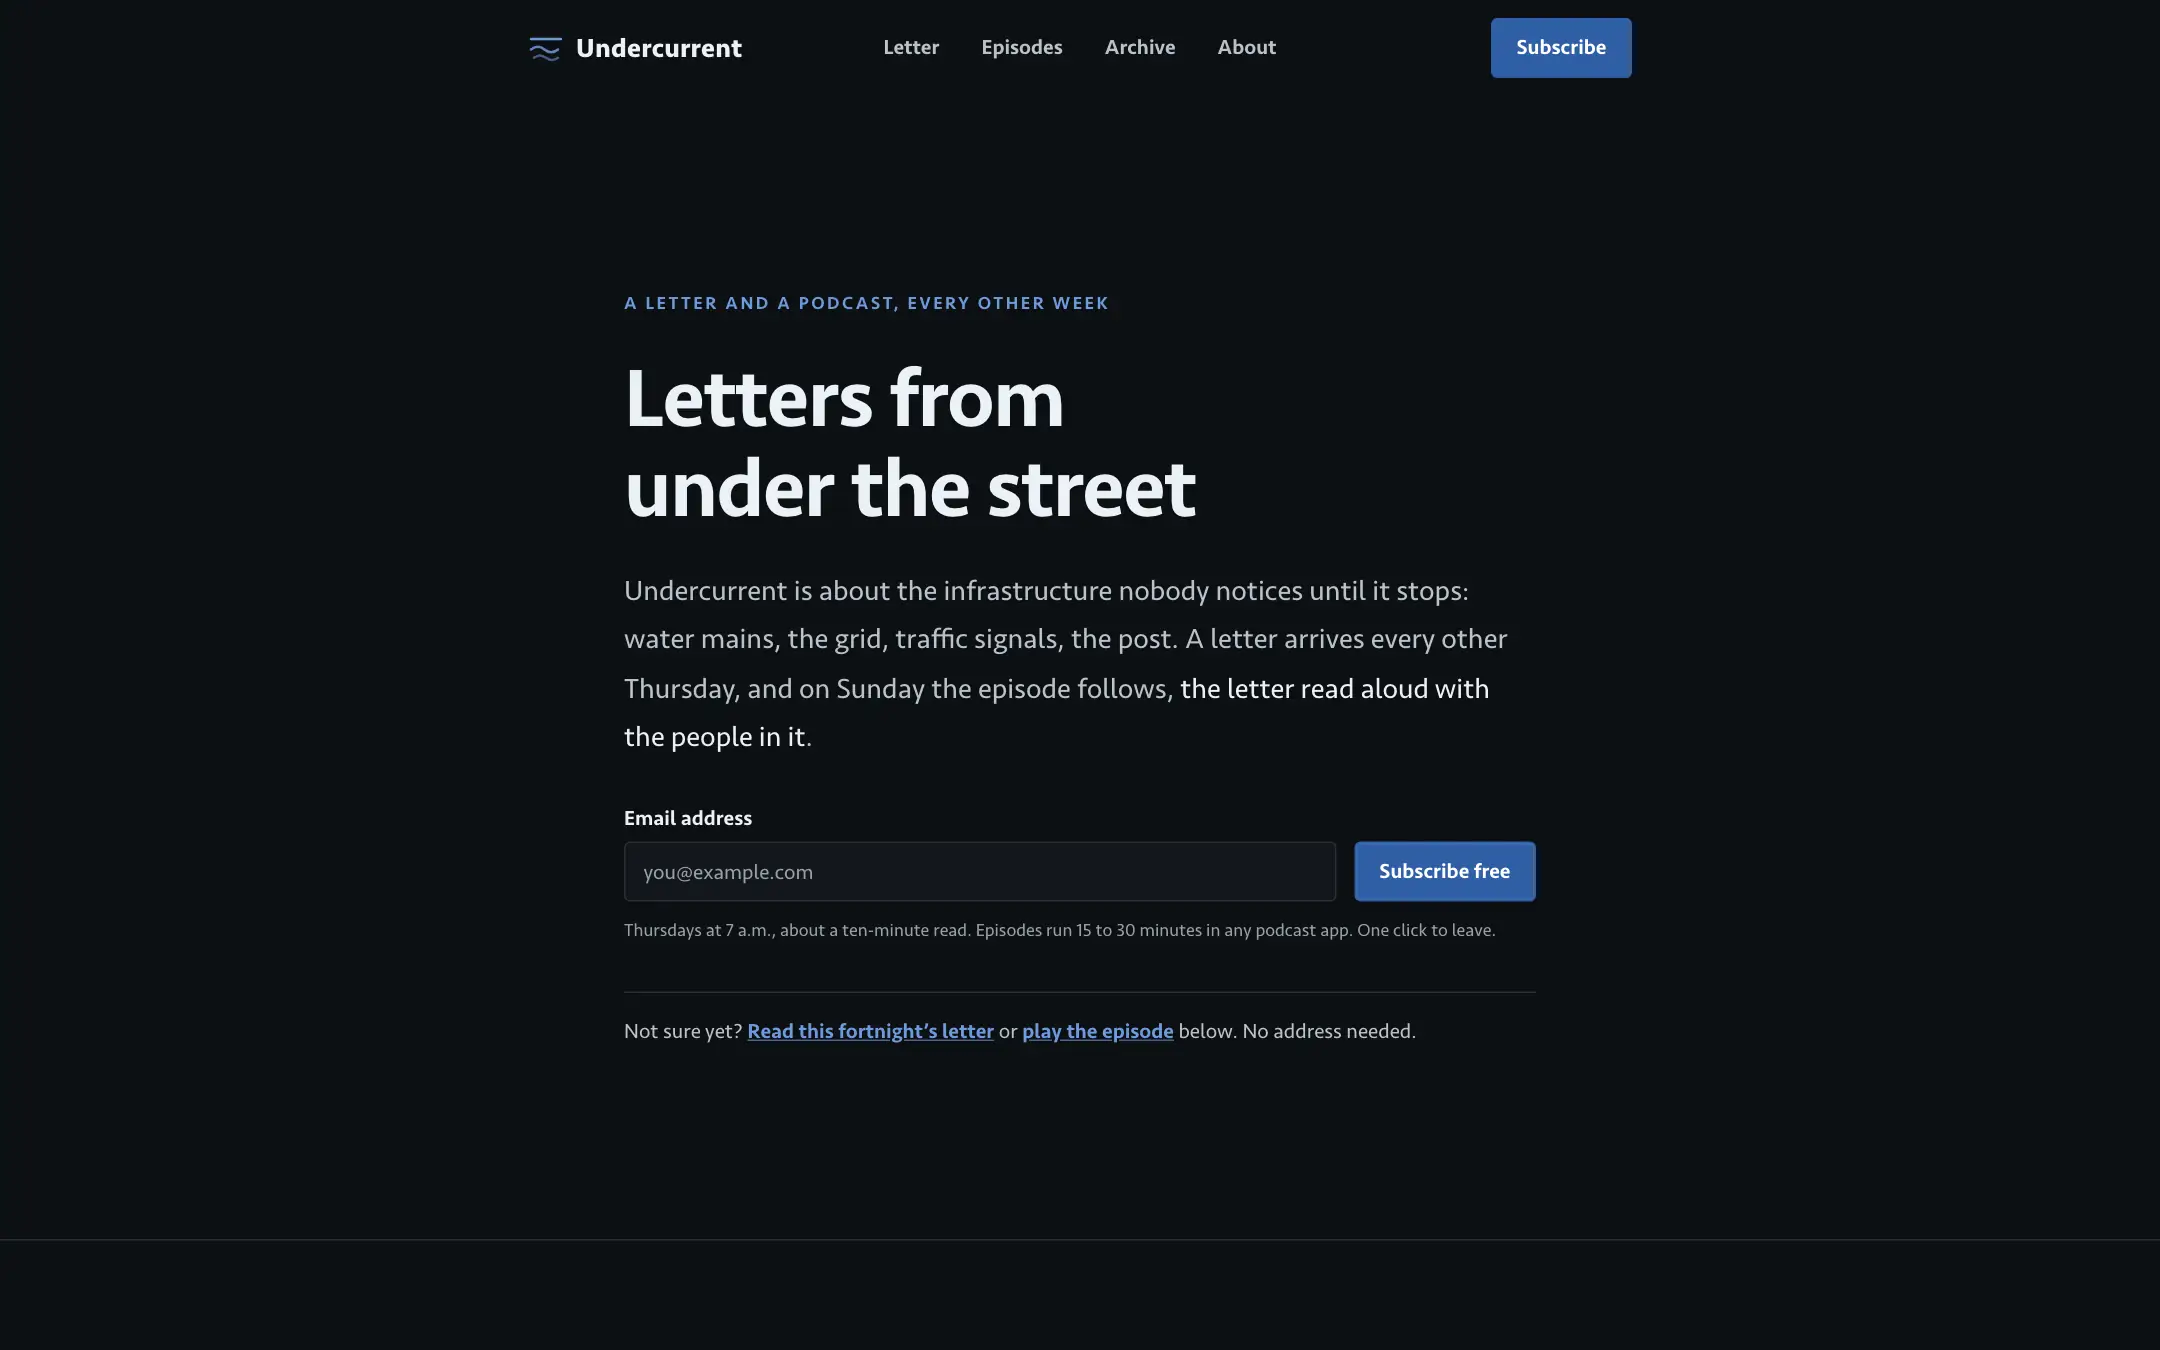 Undercurrent
Letter
Episodes
Archive
About
Subscribe
A LETTER AND A PODCAST, EVERY OTHER WEEK
Letters from
under the street
Undercurrent is about the infrastructure nobody notices until it stops:
water mains, the grid, traffic signals, the post. A letter arrives every other
Thursday, and on Sunday the episode follows, the letter read aloud with
the people in it.
Email address
you@example.com
Subscribe free
Thursdays at 7 a.m., about a ten-minute read. Episodes run 15 to 30 minutes in any podcast app. One click to leave.
Not sure yet? Read this fortnight’s letter or play the episode below. No address needed.